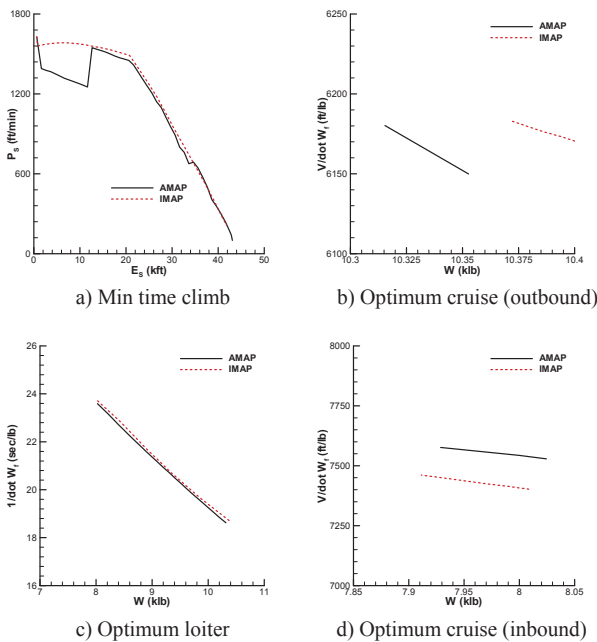 1800
1200
600
0
P_s (ft/min)
AMAP
IMAP
0 10 20 30 40 50
E_s (kft)
a) Min time climb
6250
6200
6150
6100
V/dot W_f (ft/lb)
AMAP
IMAP
10.3 10.325 10.35 10.375 10.4
W (klb)
b) Optimum cruise (outbound)
26
24
22
20
18
16
1/dot W_f (sec/lb)
AMAP
IMAP
7 8 9 10 11
W (klb)
c) Optimum loiter
8000
7750
7500
7250
7000
V/dot W_f (ft/lb)
AMAP
IMAP
7.85 7.9 7.95 8 8.05
W (klb)
d) Optimum cruise (inbound)